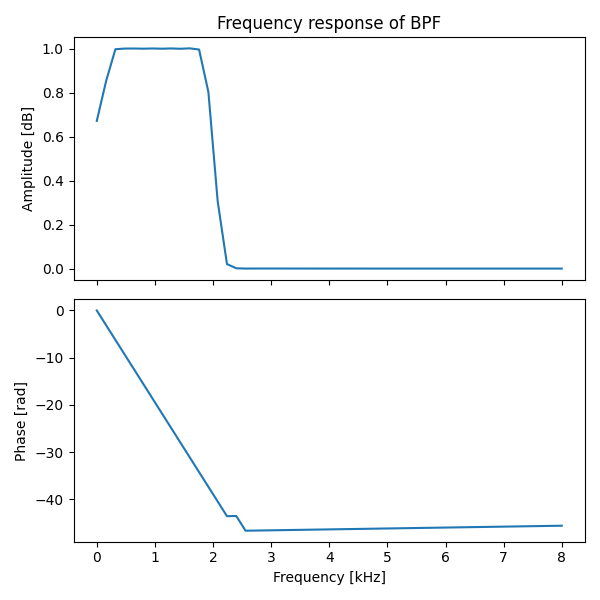 Frequency response of BPF
1.0
0.8
0.6
0.4
0.2
0.0
Amplitude [dB]
0
−10
−20
−30
−40
Phase [rad]
0 1 2 3 4 5 6 7 8
Frequency [kHz]